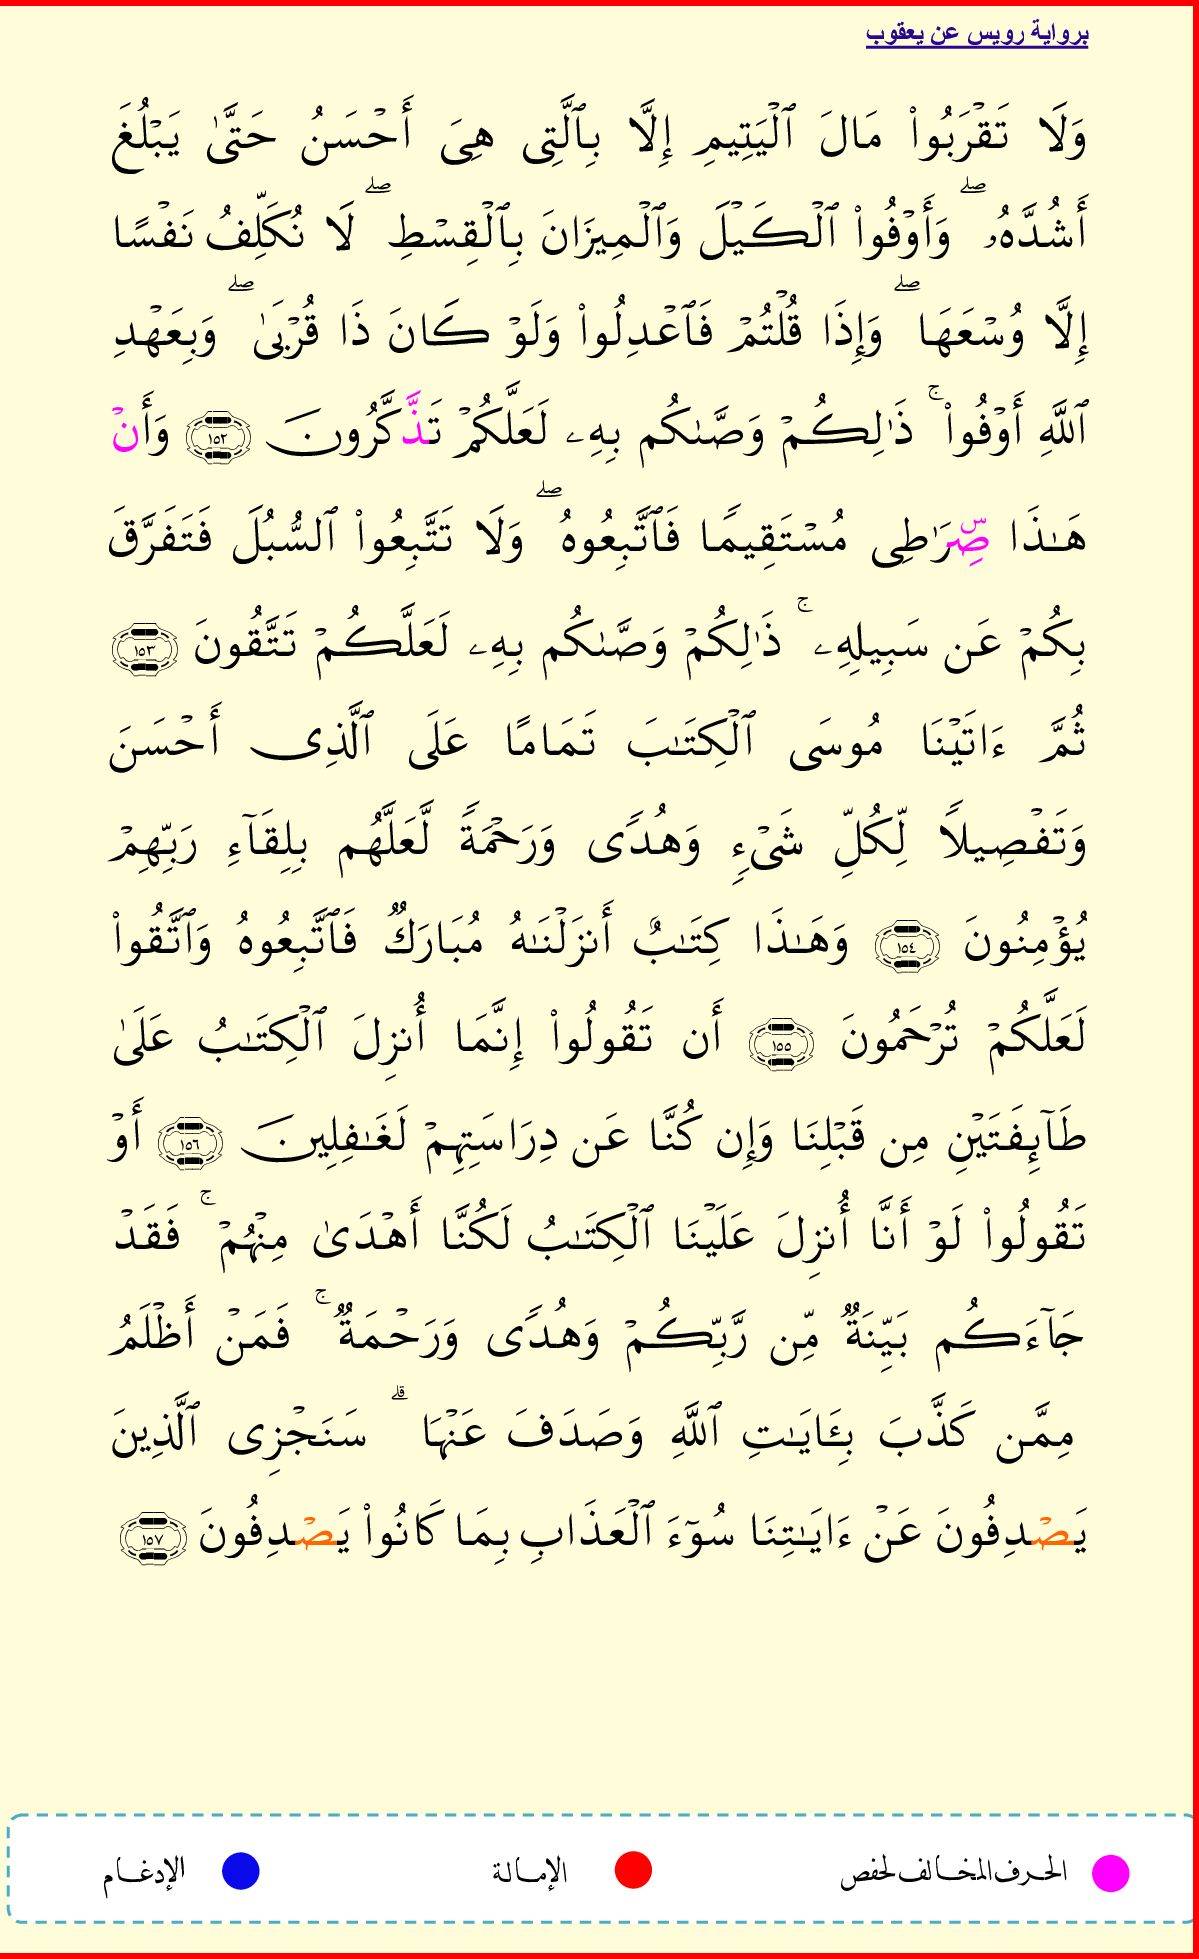 برواية رويس عن يعقوب
وَلَا تَقۡرَبُواْ مَالَ ٱلۡيَتِيمِ إِلَّا بِٱلَّتِى هِىَ أَحۡسَنُ حَتَّىٰ يَبۡلُغَ
أَشُدَّهُۥ ۖ وَأَوۡفُواْ ٱلۡكَيۡلَ وَٱلۡمِيزَانَ بِٱلۡقِسۡطِ ۖ لَا نُكَلِّفُ نَفۡسًا
إِلَّا وُسۡعَهَا ۖ وَإِذَا قُلۡتُمۡ فَٱعۡدِلُواْ وَلَوۡ كَانَ ذَا قُرۡبَىٰ ۖ وَبِعَهۡدِ
ٱللَّهِ أَوۡفُواْ ۚ ذَٰلِكُمۡ وَصَّىٰكُم بِهِۦ لَعَلَّكُمۡ تَذَّكَّرُونَ ١٥٢ وَأَنۡ
هَـٰذَا صِّۜرَٰطِى مُسۡتَقِيمًا فَٱتَّبِعُوهُ ۖ وَلَا تَتَّبِعُواْ ٱلسُّبُلَ فَتَفَرَّقَ
بِكُمۡ عَن سَبِيلِهِۦ ۚ ذَٰلِكُمۡ وَصَّىٰكُم بِهِۦ لَعَلَّكُمۡ تَتَّقُونَ ١٥٣
ثُمَّ ءَاتَيۡنَا مُوسَى ٱلۡكِتَـٰبَ تَمَامًا عَلَى ٱلَّذِى أَحۡسَنَ
وَتَفۡصِيلاً لِّكُلِّ شَىۡءٍ وَهُدًى وَرَحۡمَةً لَّعَلَّهُم بِلِقَآءِ رَبِّهِمۡ
يُؤۡمِنُونَ ١٥٤ وَهَـٰذَا كِتَـٰبٌ أَنزَلۡنَـٰهُ مُبَارَكٌ فَٱتَّبِعُوهُ وَٱتَّقُواْ
لَعَلَّكُمۡ تُرۡحَمُونَ ١٥٥ أَن تَقُولُواْ إِنَّمَا أُنزِلَ ٱلۡكِتَـٰبُ عَلَىٰ
طَآئِفَتَيۡنِ مِن قَبۡلِنَا وَإِن كُنَّا عَن دِرَاسَتِهِمۡ لَغَـٰفِلِينَ ١٥٦ أَوۡ
تَقُولُواْ لَوۡ أَنَّا أُنزِلَ عَلَيۡنَا ٱلۡكِتَـٰبُ لَكُنَّا أَهۡدَىٰ مِنۡهُمۡ ۚ فَقَدۡ
جَآءَكُم بَيِّنَةٌ مِّن رَّبِّكُمۡ وَهُدًى وَرَحۡمَةٌ ۚ فَمَنۡ أَظۡلَمُ
مِمَّن كَذَّبَ بِـَٔايَـٰتِ ٱللَّهِ وَصَدَفَ عَنۡهَا ۗ سَنَجۡزِى ٱلَّذِينَ
يَصۡدِفُونَ عَنۡ ءَايَـٰتِنَا سُوٓءَ ٱلۡعَذَابِ بِمَا كَانُواْ يَصۡدِفُونَ ١٥٧
الحرف المخالف لحفص الإمالة الإدغام